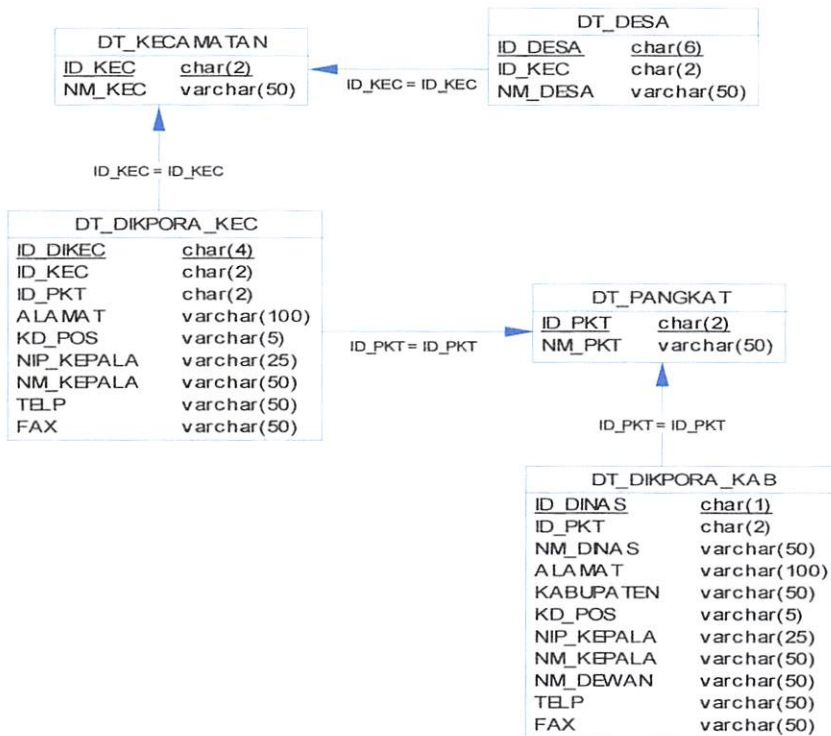 DT_KECAMATAN
ID_KEC char(2)
NM_KEC varchar(50)
DT_DESA
ID_DESA char(6)
ID_KEC char(2)
NM_DESA varchar(50)
ID_KEC = ID_KEC
ID_KEC = ID_KEC
DT_DIKPORA_KEC
ID_DIKEC char(4)
ID_KEC char(2)
ID_PKT char(2)
ALAMAT varchar(100)
KD_POS varchar(5)
NIP_KEPALA varchar(25)
NM_KEPALA varchar(50)
TELP varchar(50)
FAX varchar(50)
ID_PKT = ID_PKT
DT_PANGKAT
ID_PKT char(2)
NM_PKT varchar(50)
ID_PKT = ID_PKT
DT_DIKPORA_KAB
ID_DINAS char(1)
ID_PKT char(2)
NM_DINAS varchar(50)
ALAMAT varchar(100)
KABUPATEN varchar(50)
KD_POS varchar(5)
NIP_KEPALA varchar(25)
NM_KEPALA varchar(50)
NM_DEWAN varchar(50)
TELP varchar(50)
FAX varchar(50)